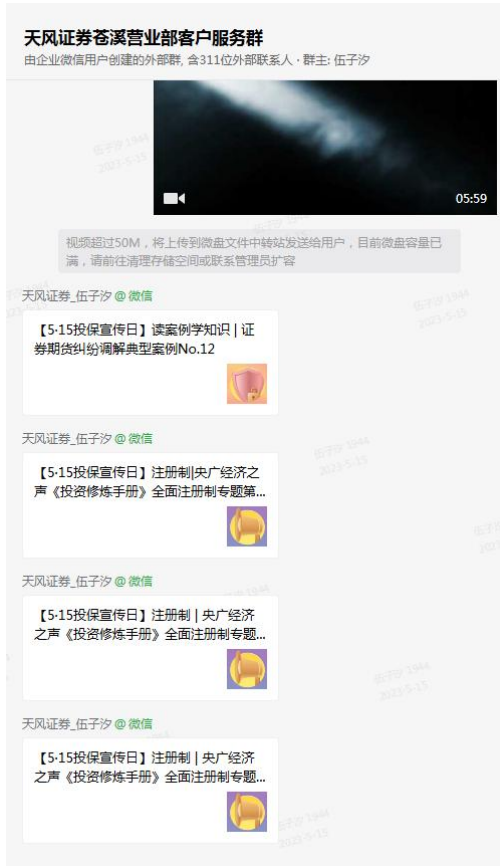 天风证券苍溪营业部客户服务群
由企业微信用户创建的外部群, 含311位外部联系人 · 群主: 伍子汐
05:59
视频超过50M，将上传到微盘文件中转站发送给用户，目前微盘容量已
满，请前往清理存储空间或联系管理员扩容
天风证券_伍子汐 @ 微信
【5·15投保宣传日】读案例学知识 | 证
券期货纠纷调解典型案例No.12
天风证券_伍子汐 @ 微信
【5·15投保宣传日】注册制|央广经济之
声《投资修炼手册》全面注册制专题第...
天风证券_伍子汐 @ 微信
【5·15投保宣传日】注册制 | 央广经济
之声《投资修炼手册》全面注册制专题...
天风证券_伍子汐 @ 微信
【5·15投保宣传日】注册制 | 央广经济
之声《投资修炼手册》全面注册制专题...
伍子汐 1944
2023-5-15